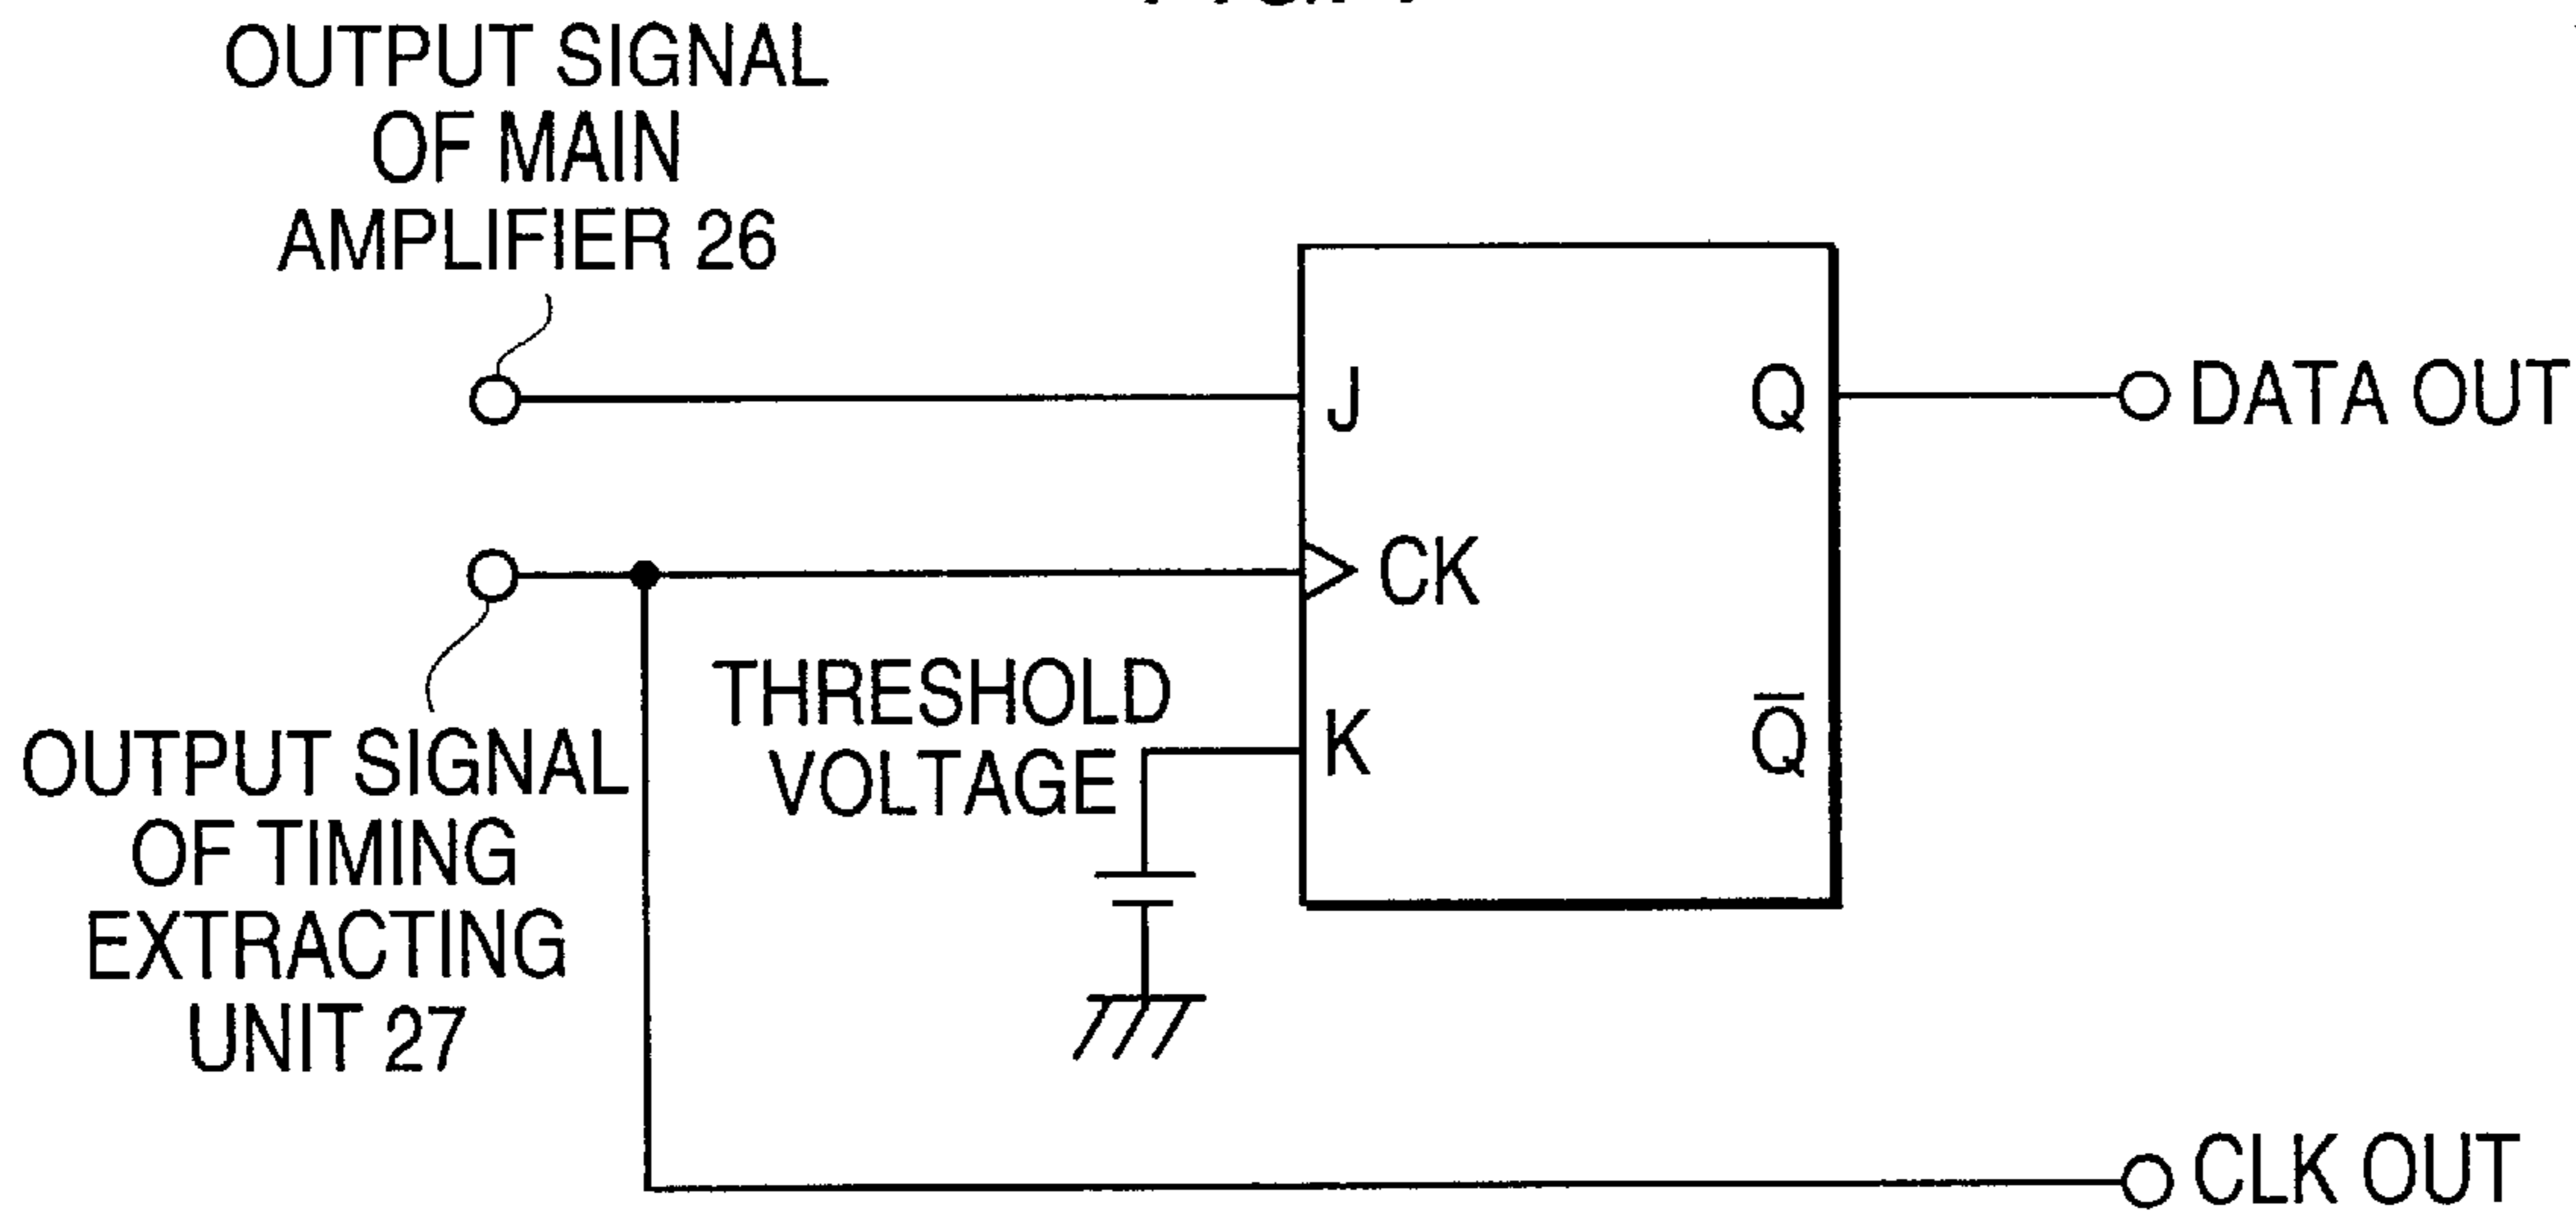 OUTPUT SIGNAL
OF MAIN
AMPLIFIER 26
J
Q
DATA OUT
CK
THRESHOLD
VOLTAGE
K
Q̅
OUTPUT SIGNAL
OF TIMING
EXTRACTING
UNIT 27
CLK OUT